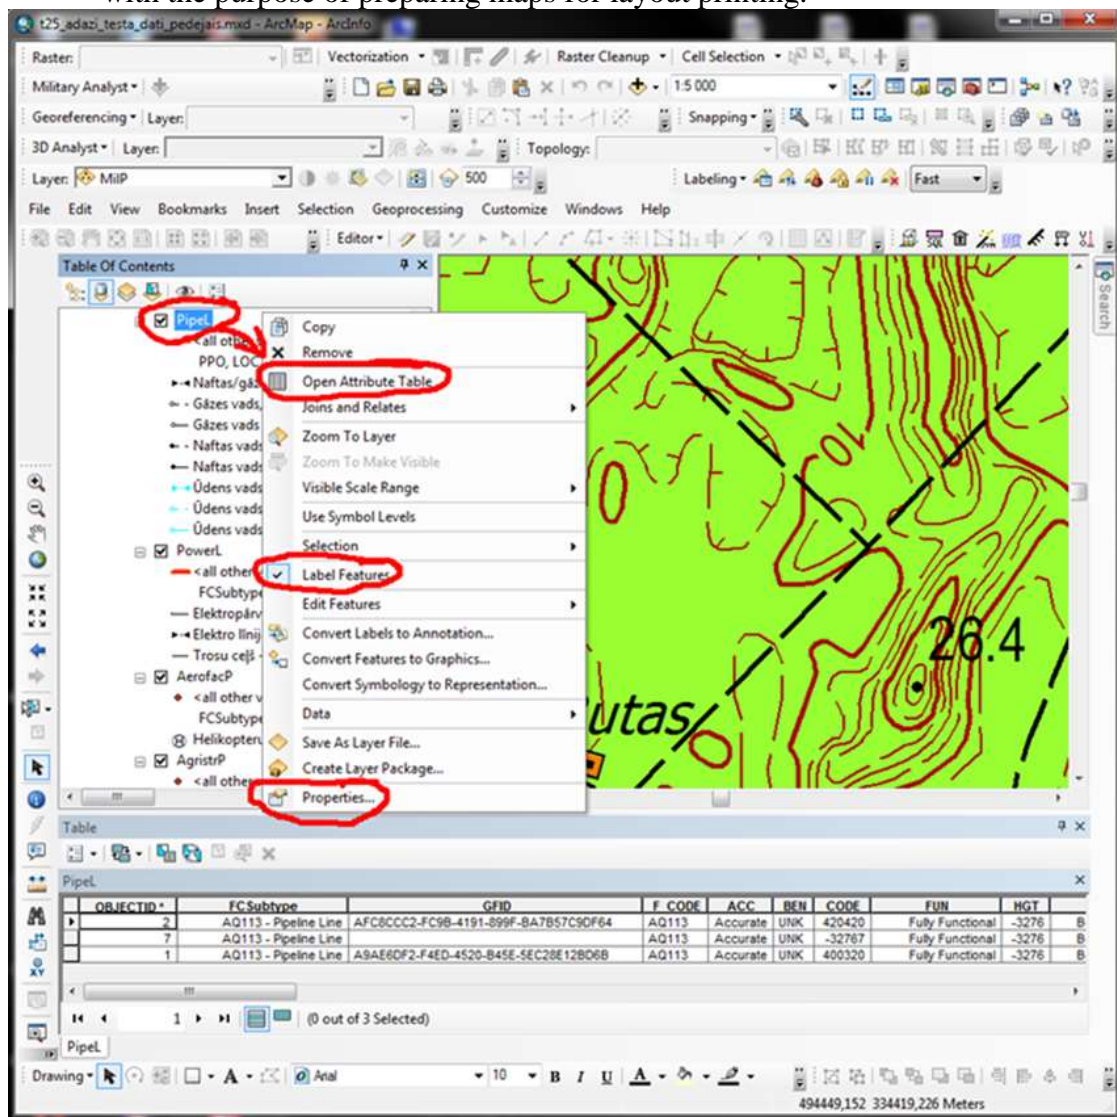 with the purpose of preparing maps for layout printing.
t25_adazi_testa_dati_pedejais.mxd - ArcMap - ArcInfo
Raster: Vectorization Raster Cleanup Cell Selection
Military Analyst 1:5 000
Georeferencing Layer: Snapping
3D Analyst Layer: Topology:
Layer: MilP 500 Labeling Fast
File Edit View Bookmarks Insert Selection Geoprocessing Customize Windows Help
Editor
Table Of Contents
Search
PipeL
<all other
PPO, LOC
Naftas/gāz
Gāzes vads,
Gāzes vads
Naftas vads
Naftas vads
Ūdens vads
Ūdens vads
Ūdens vads
PowerL
<all other
FCSubtype
Elektropārv
Elektro līnij
Trosu ceļš -
AerofacP
<all other v
FCSubtype
Helikopteru
AgristrP
<all other
Copy
Remove
Open Attribute Table
Joins and Relates
Zoom To Layer
Zoom To Make Visible
Visible Scale Range
Use Symbol Levels
Selection
Label Features
Edit Features
Convert Labels to Annotation...
Convert Features to Graphics...
Convert Symbology to Representation...
Data
Save As Layer File...
Create Layer Package...
Properties...
10
0
26.4
utas
Table
PipeL
OBJECTID * FCSubtype GFID F_CODE ACC BEN CODE FUN HGT
2 AQ113 - Pipeline Line AFC8CCC2-FC9B-4191-899F-BA7B57C9DF64 AQ113 Accurate UNK 420420 Fully Functional -3276 B
7 AQ113 - Pipeline Line AQ113 Accurate UNK -32767 Fully Functional -3276 B
1 AQ113 - Pipeline Line A9AE6DF2-F4ED-4520-B45E-5EC28E12BD6B AQ113 Accurate UNK 400320 Fully Functional -3276 B
1 (0 out of 3 Selected)
PipeL
Drawing A Arial 10 B I U A
494449,152 334419,226 Meters